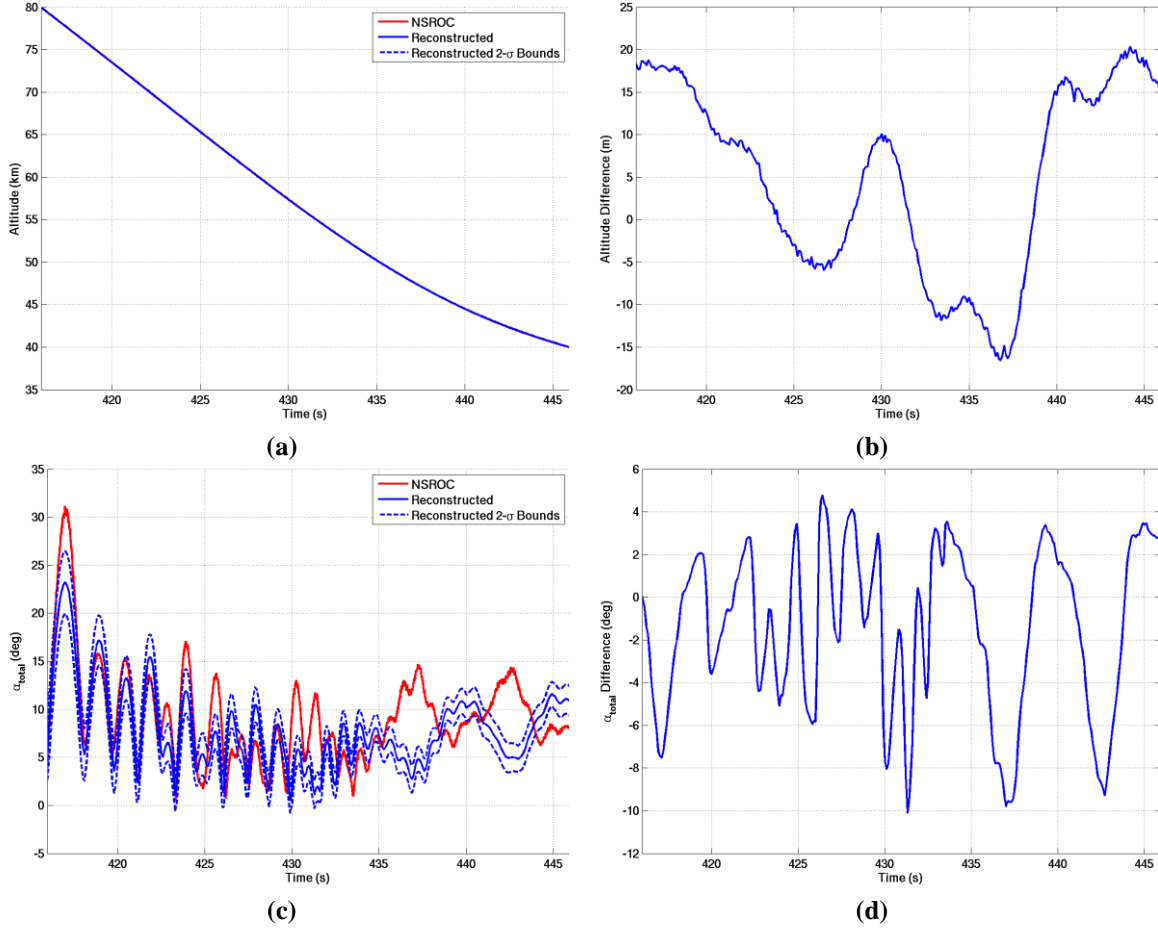 80
75
70
65
60
55
50
45
40
35
Altitude (km)
NSROC
Reconstructed
Reconstructed 2-σ Bounds
420 425 430 435 440 445
Time (s)
(a)
25
20
15
10
5
0
-5
-10
-15
-20
Altitude Difference (m)
420 425 430 435 440 445
Time (s)
(b)
35
30
25
20
15
10
5
0
-5
αtotal (deg)
NSROC
Reconstructed
Reconstructed 2-σ Bounds
420 425 430 435 440 445
Time (s)
(c)
6
4
2
0
-2
-4
-6
-8
-10
-12
αtotal Difference (deg)
420 425 430 435 440 445
Time (s)
(d)